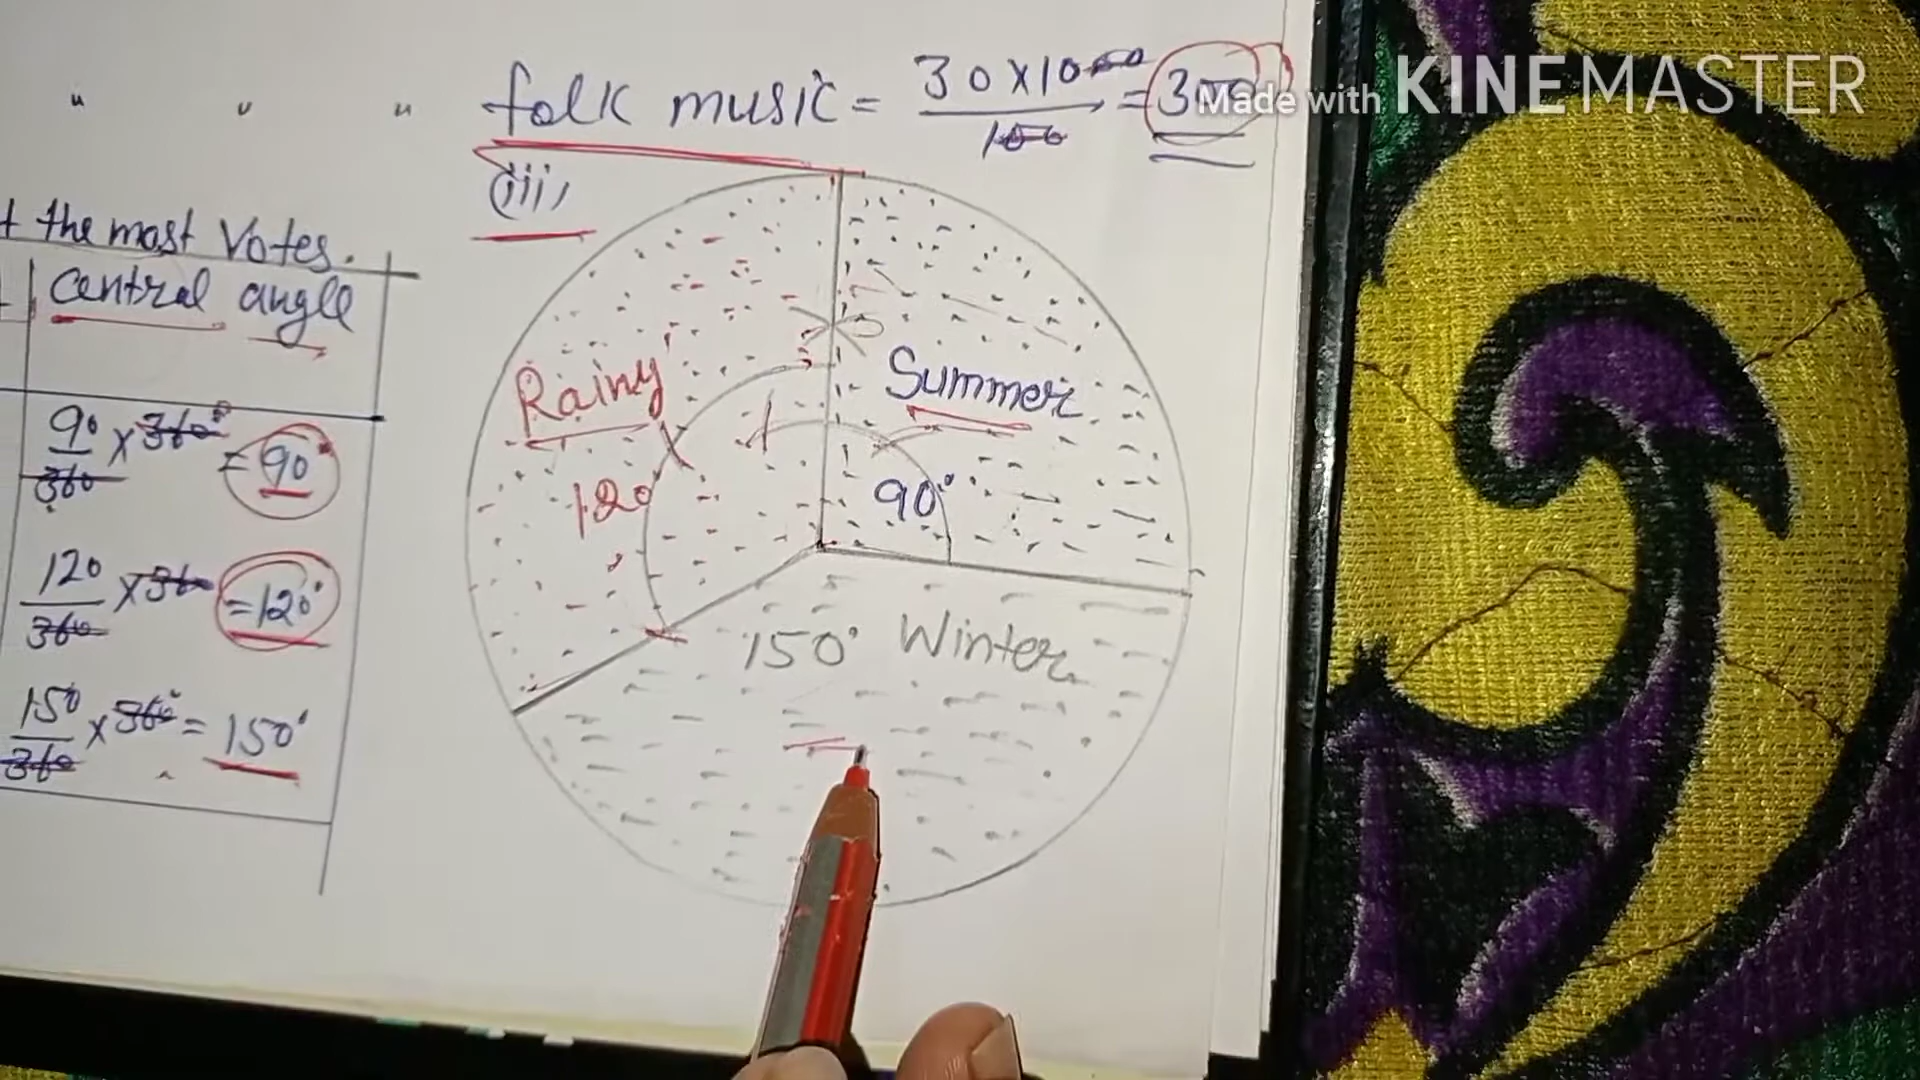 " " " folk music = 30 x 1000 / 100 = 300
Made with KINEMASTER
(iii)
t the most Votes.
central angle
90/360 x 360° = 90°
120/360 x 360 = 120°
150/360 x 360° = 150°
Rainy
120
Summer
90°
150° Winter